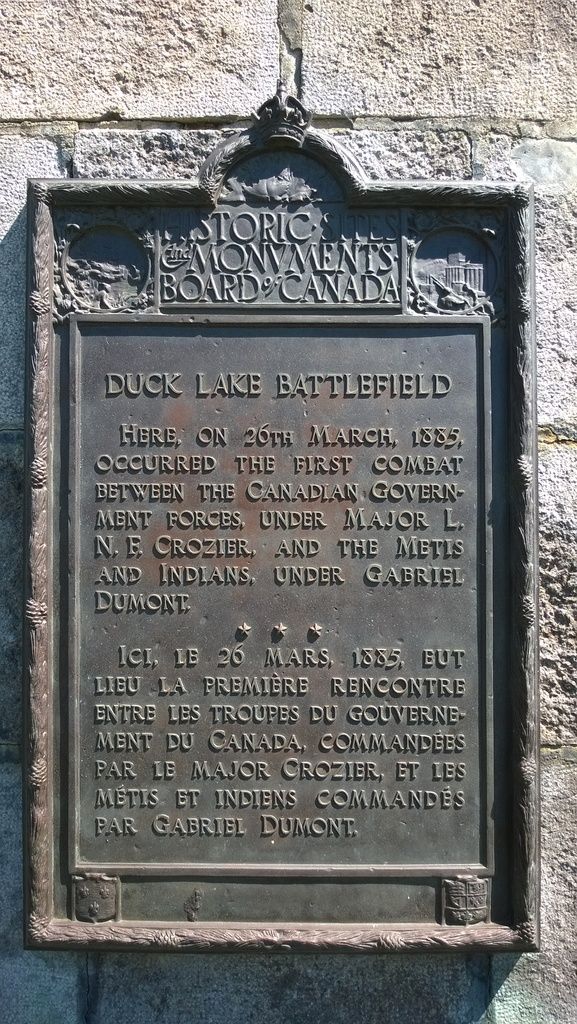 HISTORIC SITES
and MONVMENTS
BOARD of CANADA
DUCK LAKE BATTLEFIELD
HERE, ON 26TH MARCH, 1885,
OCCURRED THE FIRST COMBAT
BETWEEN THE CANADIAN GOVERN-
MENT FORCES, UNDER MAJOR L.
N. F. CROZIER, AND THE METIS
AND INDIANS, UNDER GABRIEL
DUMONT.
ICI, LE 26 MARS, 1885, EUT
LIEU LA PREMIÈRE RENCONTRE
ENTRE LES TROUPES DU GOUVERNE-
MENT DU CANADA, COMMANDÉES
PAR LE MAJOR CROZIER, ET LES
MÉTIS ET INDIENS COMMANDÉS
PAR GABRIEL DUMONT.